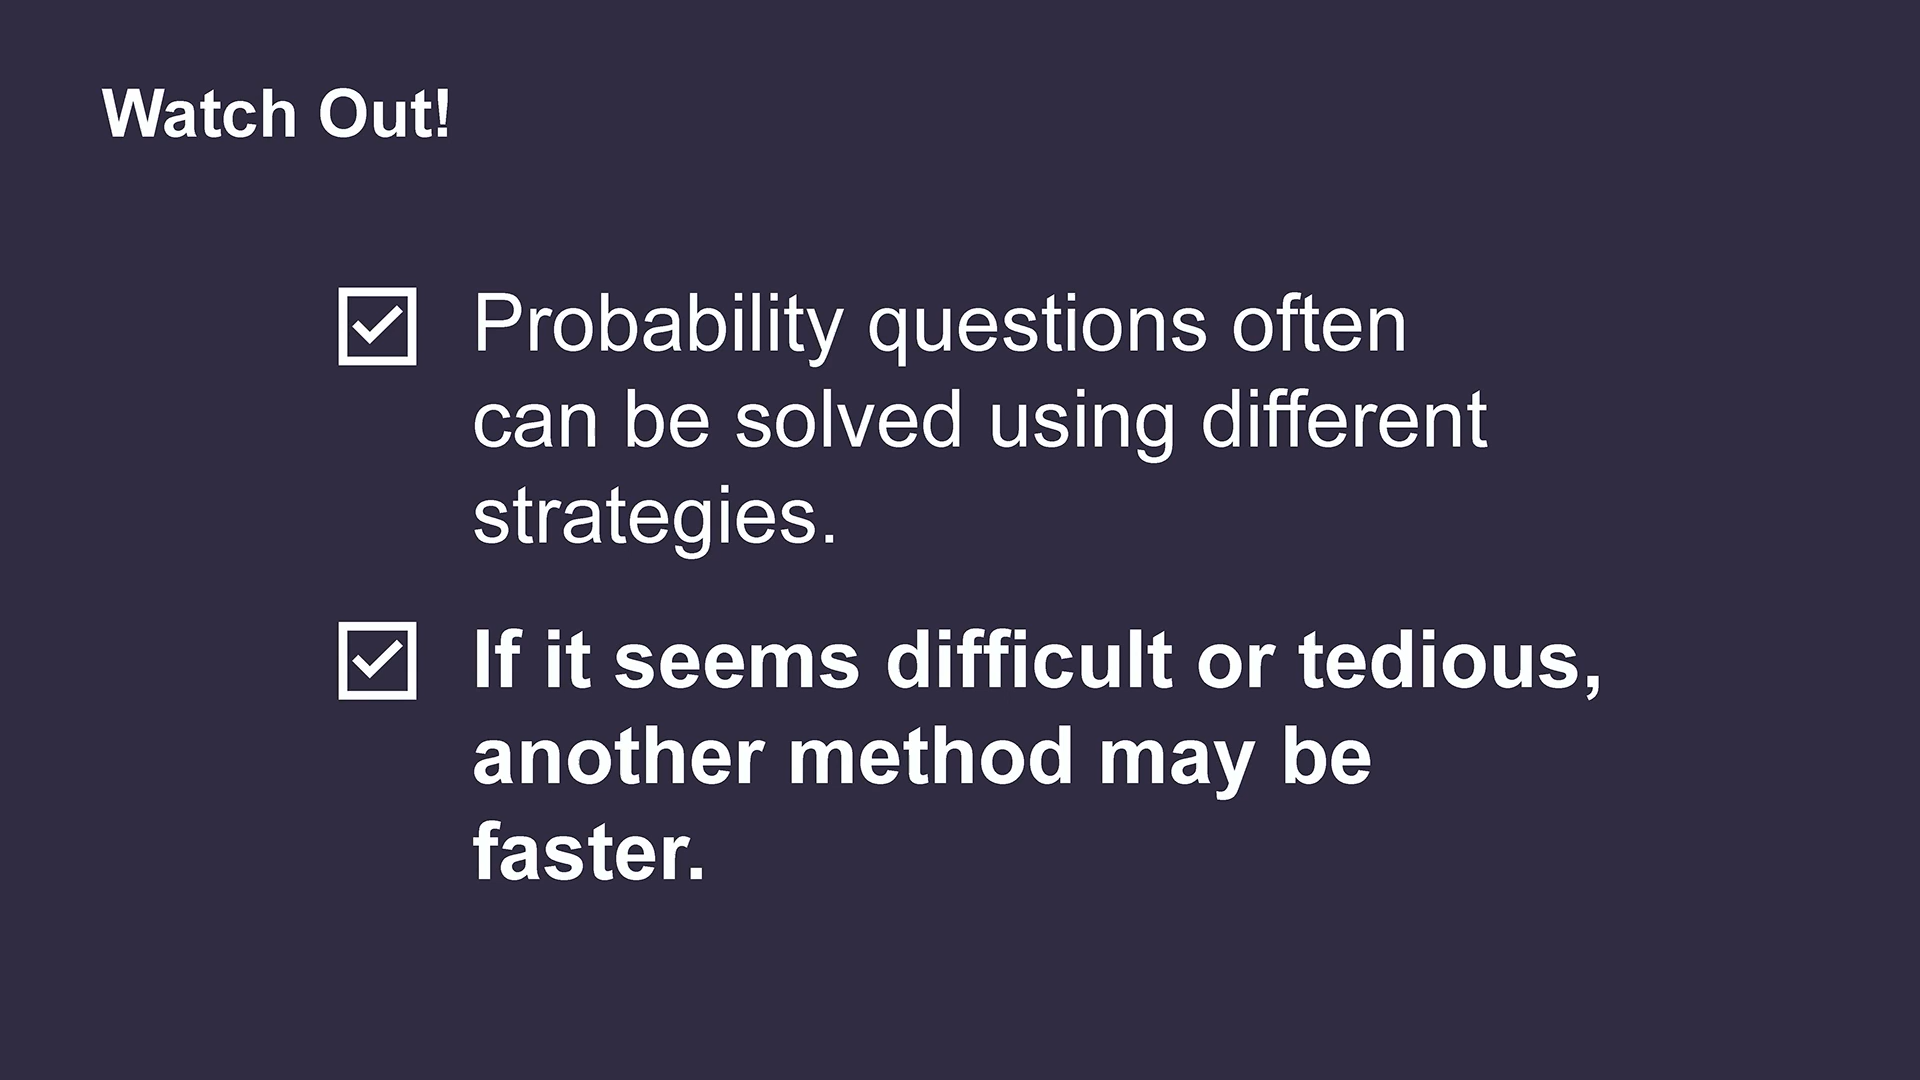 Watch Out!
Probability questions often
can be solved using different
strategies.
If it seems difficult or tedious,
another method may be
faster.